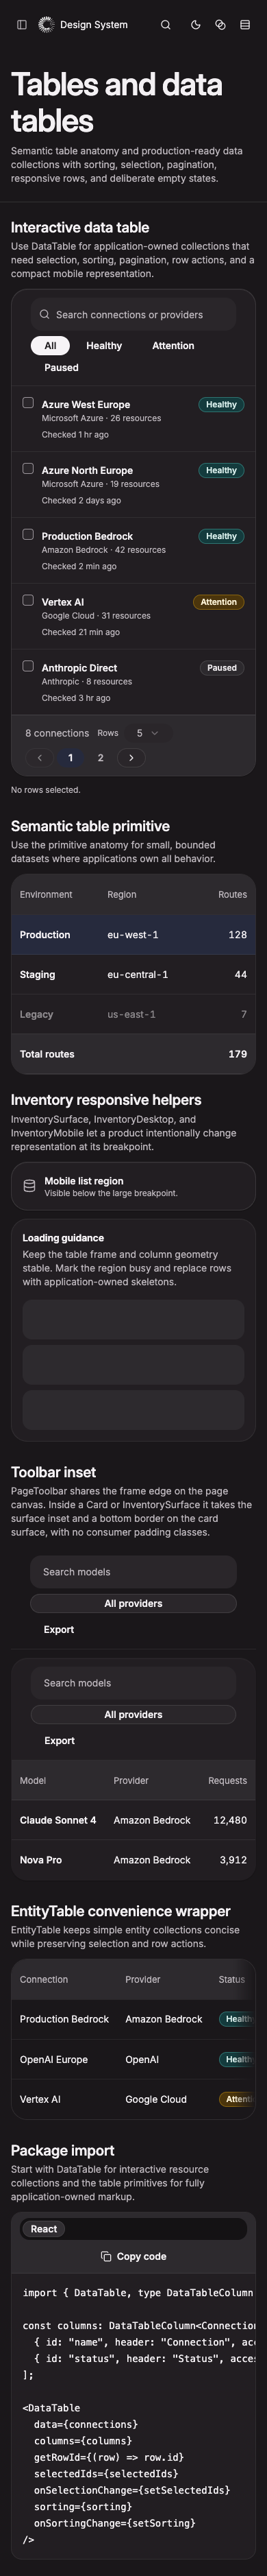 Design System
Tables and data
tables
Semantic table anatomy and production-ready data
collections with sorting, selection, pagination,
responsive rows, and deliberate empty states.
Interactive data table
Use DataTable for application-owned collections that
need selection, sorting, pagination, row actions, and a
compact mobile representation.
Search connections or providers
All Healthy Attention
Paused
Azure West Europe Healthy
Microsoft Azure · 26 resources
Checked 1 hr ago
Azure North Europe Healthy
Microsoft Azure · 19 resources
Checked 2 days ago
Production Bedrock Healthy
Amazon Bedrock · 42 resources
Checked 2 min ago
Vertex AI Attention
Google Cloud · 31 resources
Checked 21 min ago
Anthropic Direct Paused
Anthropic · 8 resources
Checked 3 hr ago
8 connections Rows 5
1 2
No rows selected.
Semantic table primitive
Use the primitive anatomy for small, bounded
datasets where applications own all behavior.
Environment Region Routes
Production eu-west-1 128
Staging eu-central-1 44
Legacy us-east-1 7
Total routes 179
Inventory responsive helpers
InventorySurface, InventoryDesktop, and
InventoryMobile let a product intentionally change
representation at its breakpoint.
Mobile list region
Visible below the large breakpoint.
Loading guidance
Keep the table frame and column geometry
stable. Mark the region busy and replace rows
with application-owned skeletons.
Toolbar inset
PageToolbar shares the frame edge on the page
canvas. Inside a Card or InventorySurface it takes the
surface inset and a bottom border on the card
surface, with no consumer padding classes.
Search models
All providers
Export
Search models
All providers
Export
Model Provider Requests
Claude Sonnet 4 Amazon Bedrock 12,480
Nova Pro Amazon Bedrock 3,912
EntityTable convenience wrapper
EntityTable keeps simple entity collections concise
while preserving selection and row actions.
Connection Provider Status
Production Bedrock Amazon Bedrock Health
OpenAI Europe OpenAI Health
Vertex AI Google Cloud Attenti
Package import
Start with DataTable for interactive resource
collections and the table primitives for fully
application-owned markup.
React
Copy code
import { DataTable, type DataTableColumn
const columns: DataTableColumn<Connection
{ id: "name", header: "Connection", acc
{ id: "status", header: "Status", acces
];
<DataTable
data={connections}
columns={columns}
getRowId={(row) => row.id}
selectedIds={selectedIds}
onSelectionChange={setSelectedIds}
sorting={sorting}
onSortingChange={setSorting}
/>